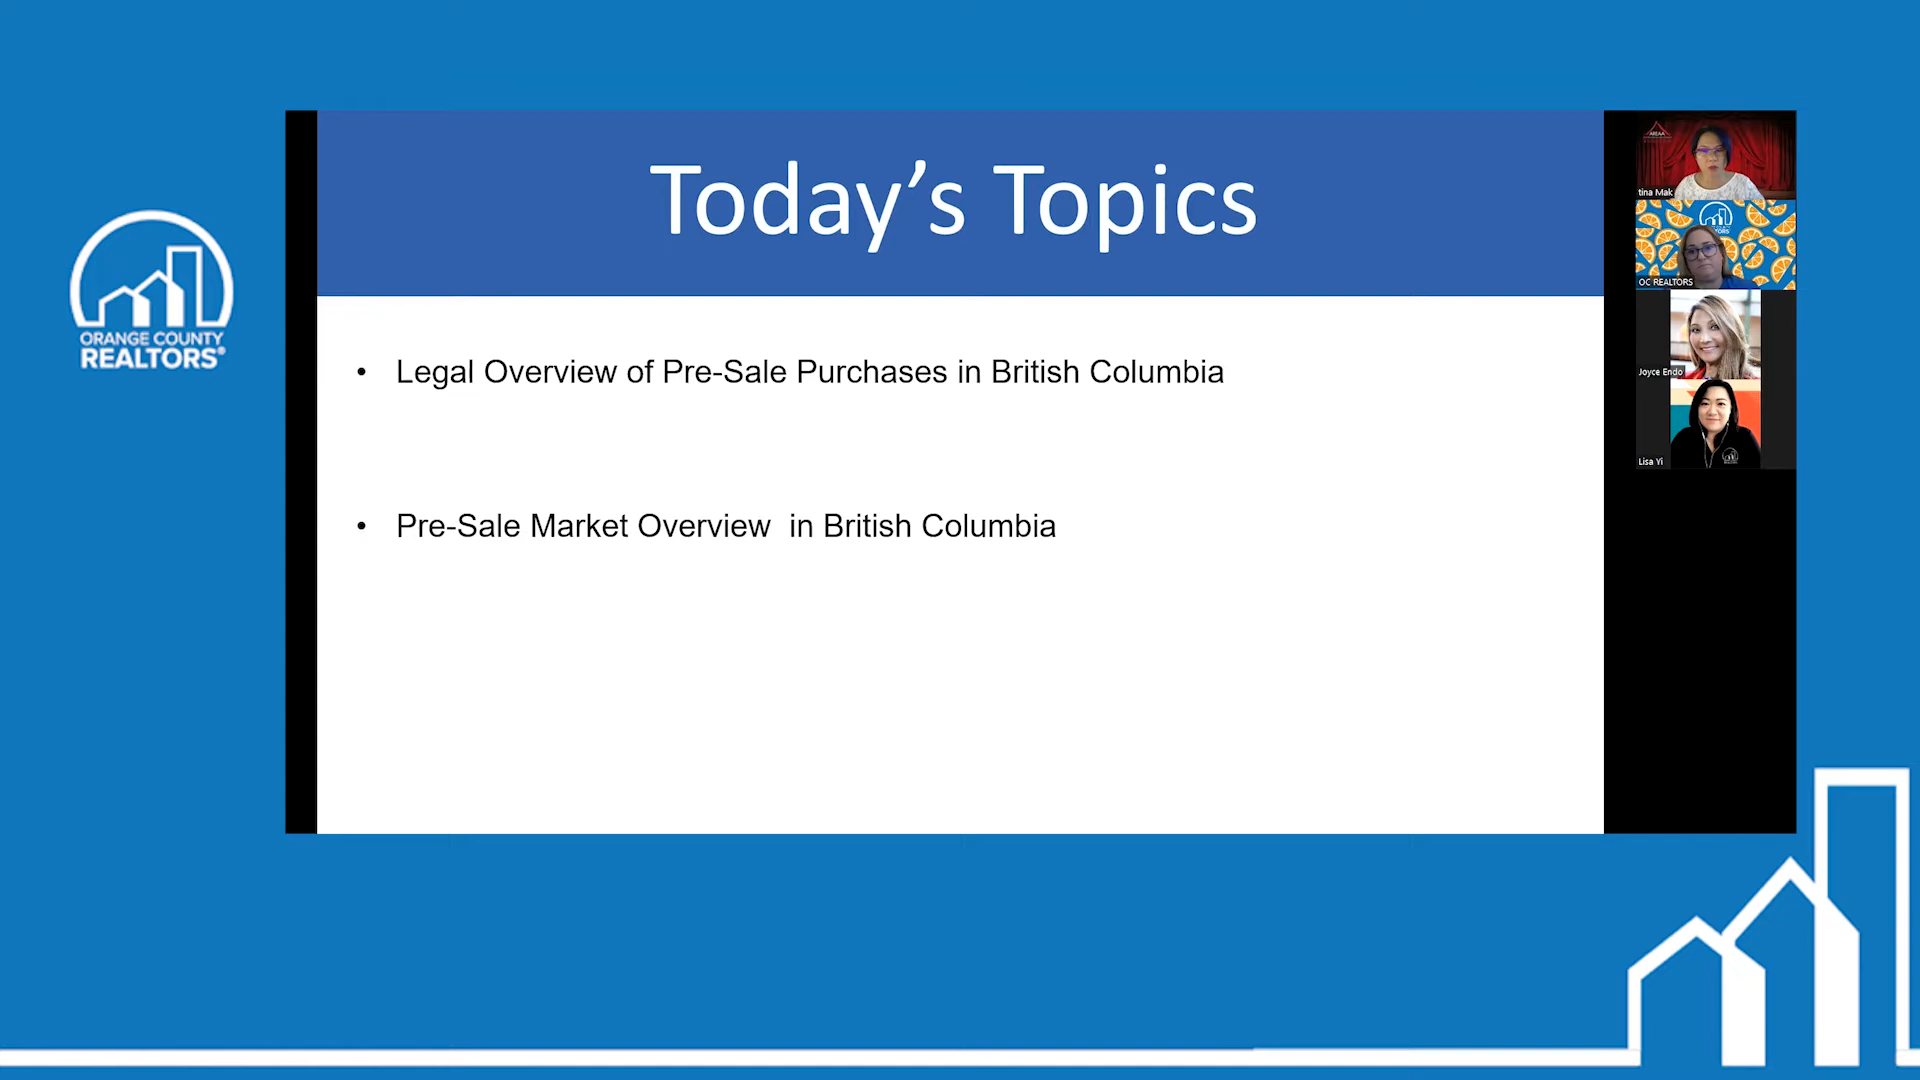 ORANGE COUNTY
REALTORS®
Today's Topics
• Legal Overview of Pre-Sale Purchases in British Columbia
• Pre-Sale Market Overview  in British Columbia
AREAA
tina Mak
OC REALTORS
Joyce Endo
Lisa Yi